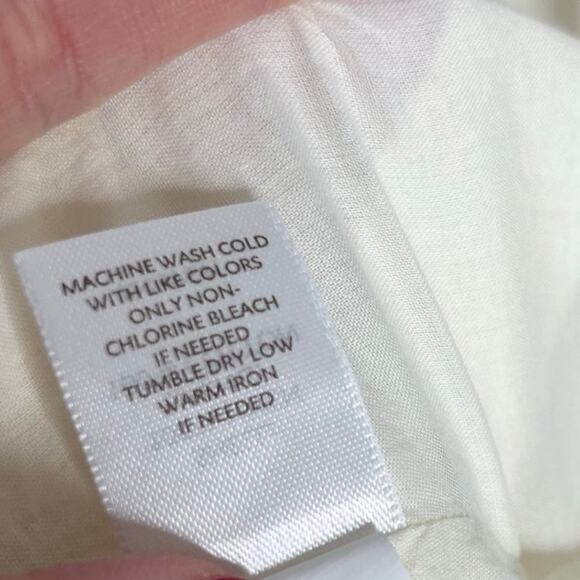 MACHINE WASH COLD
WITH LIKE COLORS
ONLY NON-
CHLORINE BLEACH
IF NEEDED
TUMBLE DRY LOW
WARM IRON
IF NEEDED